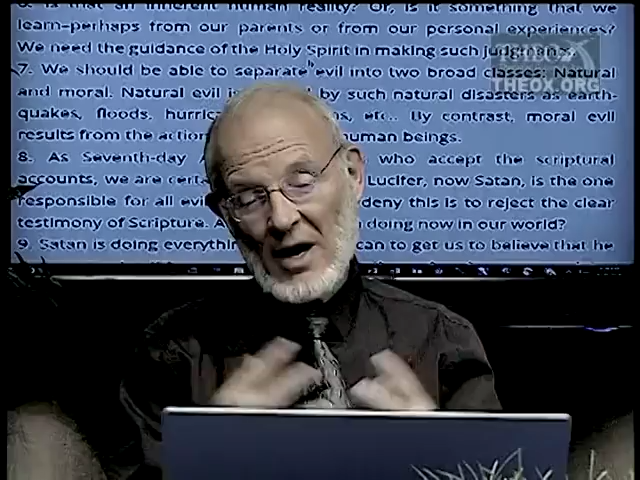 6. Is that an inherent human reality? Or, is it something that we
learn-perhaps from our parents or from our personal experiences?
We need the guidance of the Holy Spirit in making such judgments.
7. We should be able to separate evil into two broad classes: Natural
and moral. Natural evil is by such natural disasters as earth-
quakes, floods, etc.. By contrast, moral evil
results from the human beings.
8. As Seventh-day who accept the scriptural
accounts, we are Lucifer, now Satan, is the one
responsible for all deny this is to reject the clear
testimony of Scripture. doing now in our world?
9. Satan is doing can to get us to believe that he
THEOX.ORG